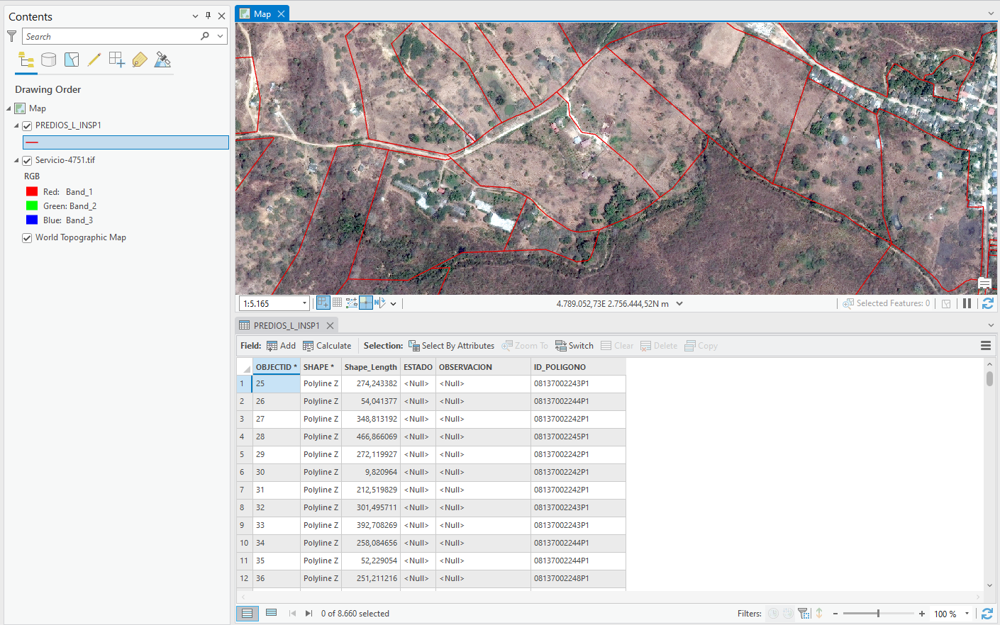 Contents
Search
Drawing Order
Map
PREDIOS_L_INSP1
Servicio-4751.tif
RGB
Red: Band_1
Green: Band_2
Blue: Band_3
World Topographic Map
Map
1:5.165
N
4.789.052,73E 2.756.444,52N m
Selected Features: 0
PREDIOS_L_INSP1
Field: Add Calculate Selection: Select By Attributes Zoom To Switch Clear Delete Copy
OBJECTID * SHAPE * Shape_Length ESTADO OBSERVACION ID_POLIGONO
1 25 Polyline Z 274,243382 <Null> <Null> 08137002243P1
2 26 Polyline Z 54,041377 <Null> <Null> 08137002244P1
3 27 Polyline Z 348,813192 <Null> <Null> 08137002242P1
4 28 Polyline Z 466,866069 <Null> <Null> 08137002245P1
5 29 Polyline Z 272,119927 <Null> <Null> 08137002242P1
6 30 Polyline Z 9,820964 <Null> <Null> 08137002242P1
7 31 Polyline Z 212,519829 <Null> <Null> 08137002242P1
8 32 Polyline Z 301,495711 <Null> <Null> 08137002243P1
9 33 Polyline Z 392,708269 <Null> <Null> 08137002243P1
10 34 Polyline Z 258,084656 <Null> <Null> 08137002244P1
11 35 Polyline Z 52,229054 <Null> <Null> 08137002244P1
12 36 Polyline Z 251,211216 <Null> <Null> 08137002248P1
0 of 8.660 selected
Filters:
100 %